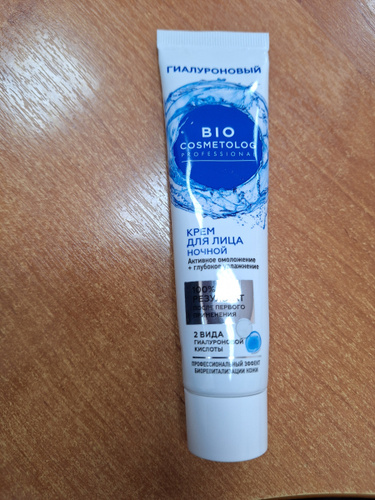 ГИАЛУРОНОВЫЙ
BIO
COSMETOLOG
PROFESSIONAL
КРЕМ
ДЛЯ ЛИЦА
НОЧНОЙ
Активное омоложение
+ глубокое увлажнение
100%
РЕЗУЛЬТАТ
ПОСЛЕ ПЕРВОГО
ПРИМЕНЕНИЯ
2 ВИДА
ГИАЛУРОНОВОЙ
КИСЛОТЫ
ПРОФЕССИОНАЛЬНЫЙ ЭФФЕКТ
БИОРЕВИТАЛИЗАЦИИ КОЖИ